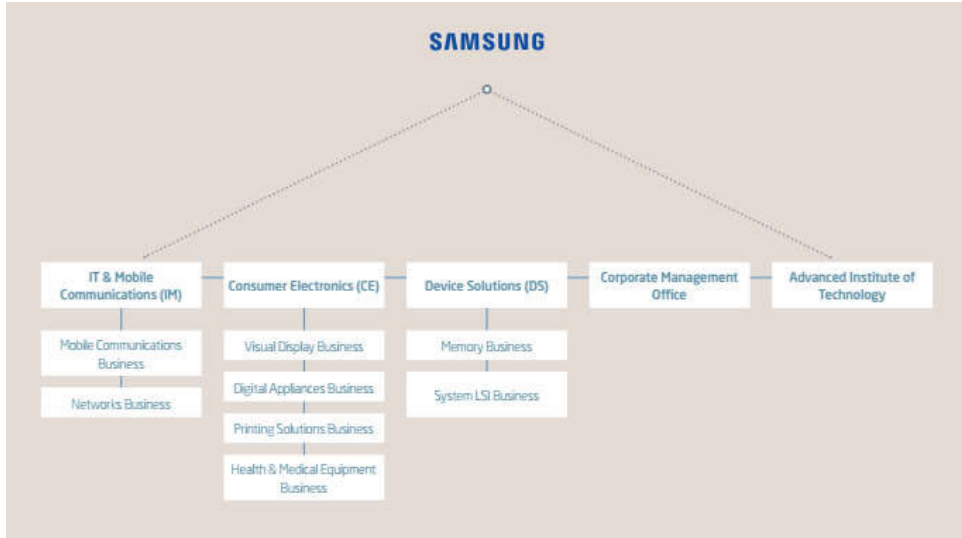 SAMSUNG
IT & Mobile
Communications (IM)
Consumer Electronics (CE)
Device Solutions (DS)
Corporate Management
Office
Advanced Institute of
Technology
Mobile Communications
Business
Networks Business
Visual Display Business
Digital Appliances Business
Printing Solutions Business
Health & Medical Equipment
Business
Memory Business
System LSI Business